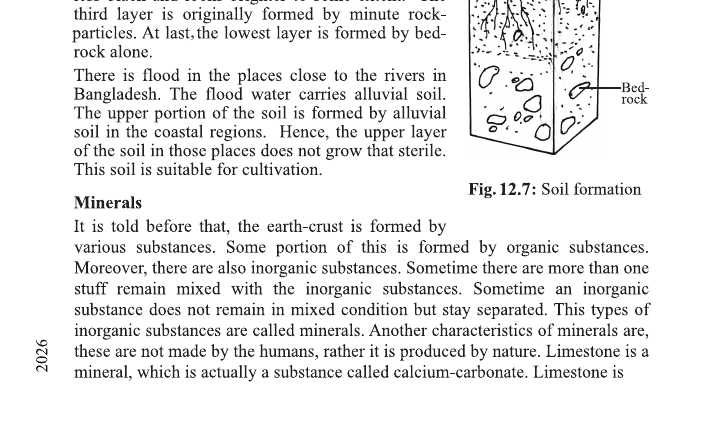 third layer is originally formed by minute rock-
particles. At last, the lowest layer is formed by bed-
rock alone.
There is flood in the places close to the rivers in
Bangladesh. The flood water carries alluvial soil.
The upper portion of the soil is formed by alluvial
soil in the coastal regions. Hence, the upper layer
of the soil in those places does not grow that sterile.
This soil is suitable for cultivation.
Bed-
rock
Fig. 12.7: Soil formation
Minerals
It is told before that, the earth-crust is formed by
various substances. Some portion of this is formed by organic substances.
Moreover, there are also inorganic substances. Sometime there are more than one
stuff remain mixed with the inorganic substances. Sometime an inorganic
substance does not remain in mixed condition but stay separated. This types of
inorganic substances are called minerals. Another characteristics of minerals are,
these are not made by the humans, rather it is produced by nature. Limestone is a
mineral, which is actually a substance called calcium-carbonate. Limestone is
2026